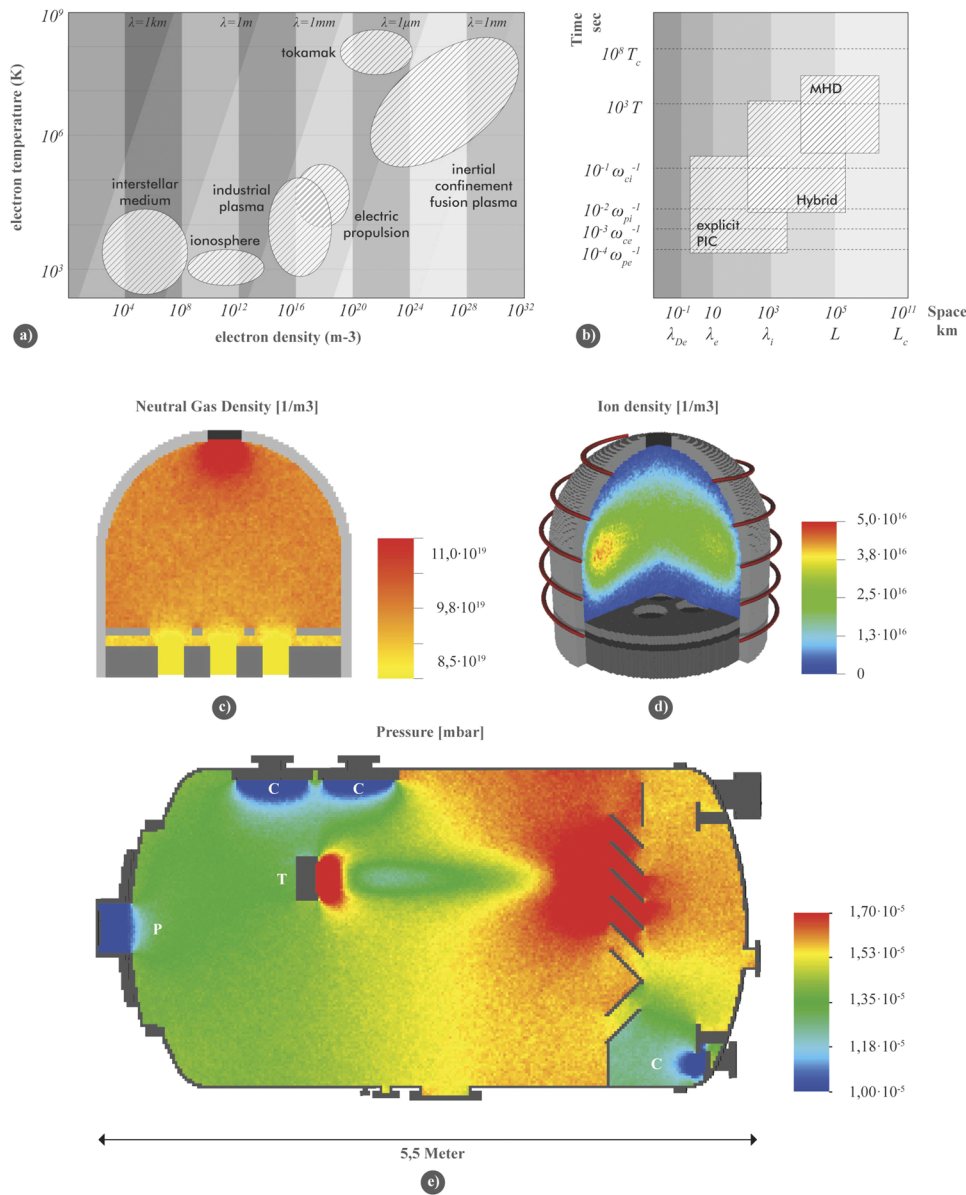 10⁹
λ=1km
λ=1m
λ=1mm
λ=1μm
λ=1nm
tokamak
electron temperature (K)
10⁶
interstellar
medium
industrial
plasma
ionosphere
electric
propulsion
inertial
confinement
fusion plasma
10³
10⁴
10⁸
10¹²
10¹⁶
10²⁰
10²⁴
10²⁸
10³²
a)
electron density (m-3)
Time
sec
10⁸ T_c
10³ T
10⁻¹ ω_ci⁻¹
10⁻² ω_pi⁻¹
10⁻³ ω_ce⁻¹
10⁻⁴ ω_pe⁻¹
MHD
Hybrid
explicit
PIC
10⁻¹
10
10³
10⁵
10¹¹
Space
b)
λ_De
λ_e
λ_i
L
L_c
km
Neutral Gas Density [1/m3]
11,0·10¹⁹
9,8·10¹⁹
8,5·10¹⁹
c)
Ion density [1/m3]
5,0·10¹⁶
3,8·10¹⁶
2,5·10¹⁶
1,3·10¹⁶
0
d)
Pressure [mbar]
C
C
T
P
C
1,70·10⁻⁵
1,53·10⁻⁵
1,35·10⁻⁵
1,18·10⁻⁵
1,00·10⁻⁵
5,5 Meter
e)